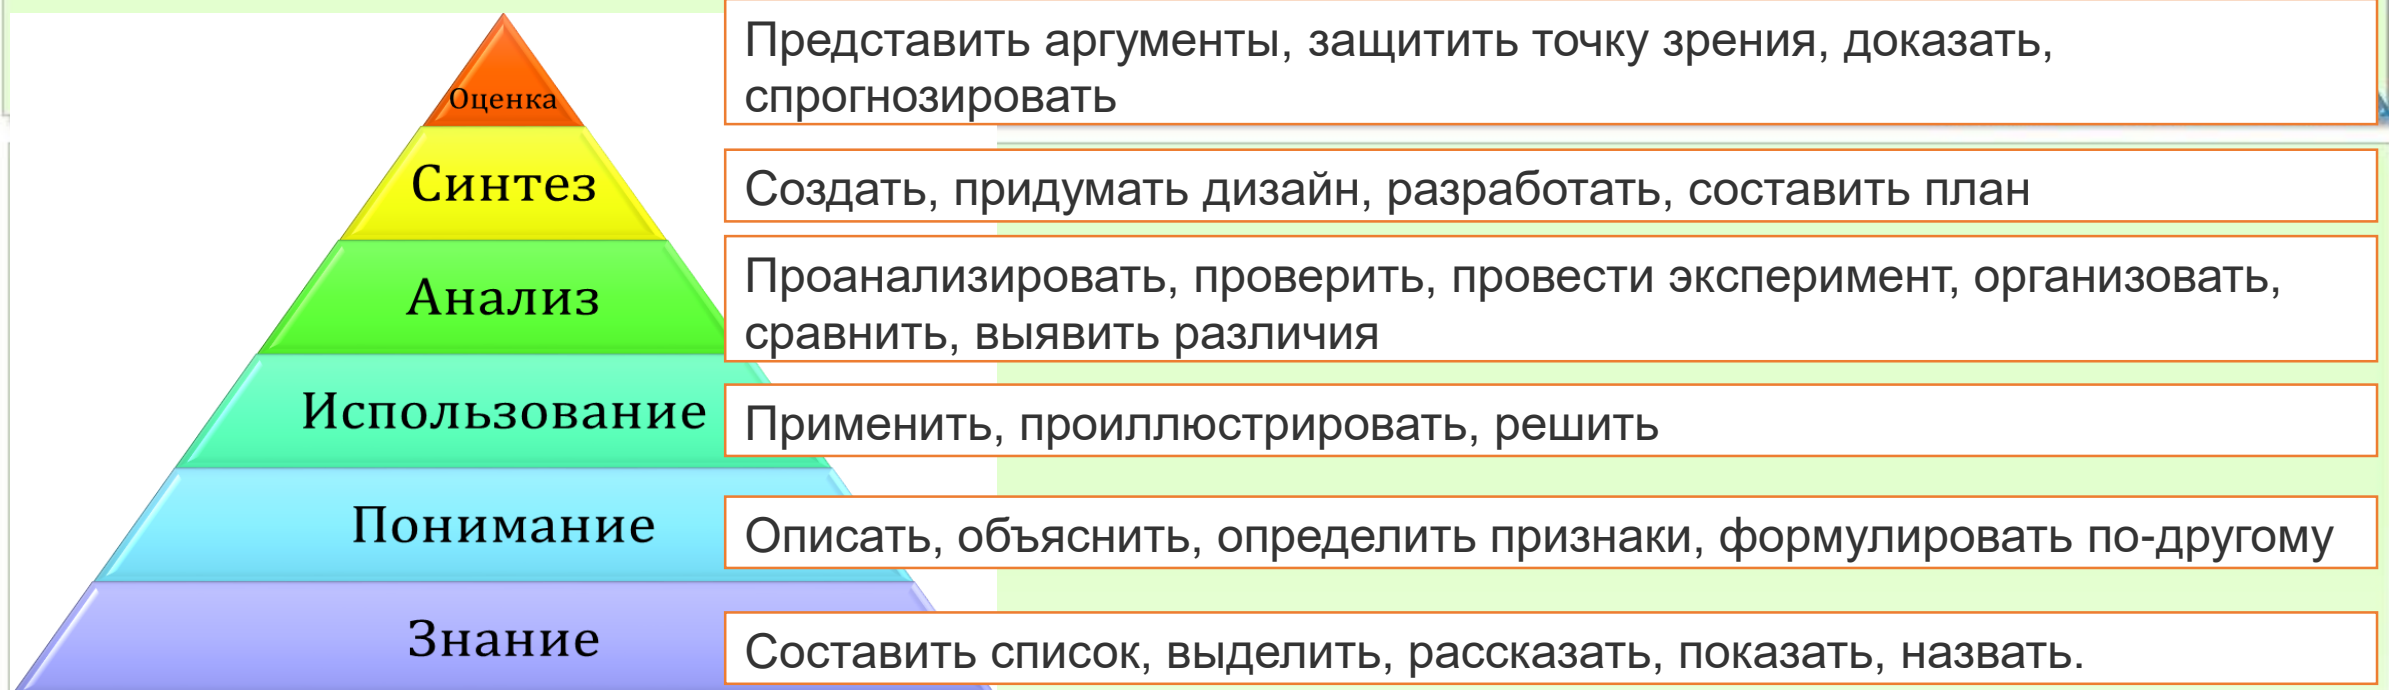 Оценка
Представить аргументы, защитить точку зрения, доказать,
спрогнозировать
Синтез
Создать, придумать дизайн, разработать, составить план
Анализ
Проанализировать, проверить, провести эксперимент, организовать,
сравнить, выявить различия
Использование
Применить, проиллюстрировать, решить
Понимание
Описать, объяснить, определить признаки, формулировать по-другому
Знание
Составить список, выделить, рассказать, показать, назвать.